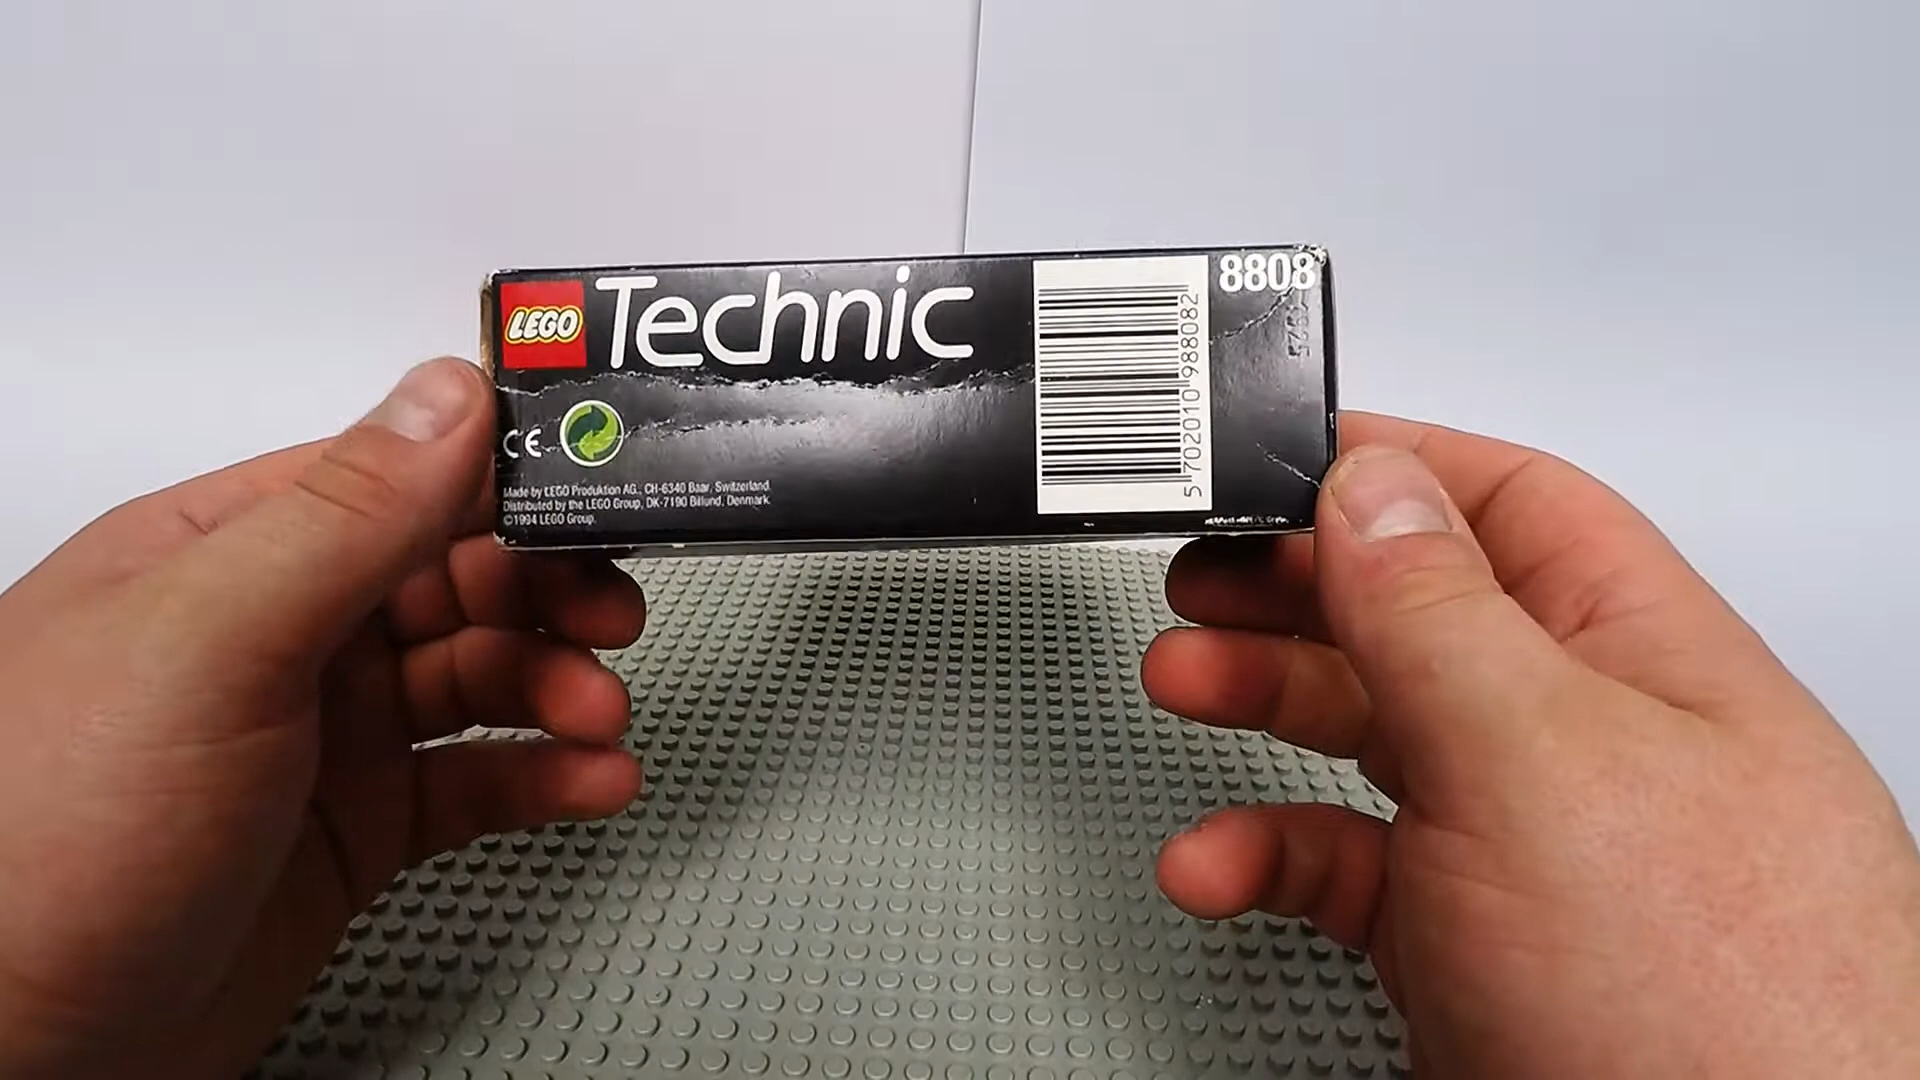 LEGO Technic
8808
5 702010 988082
CE
Made by LEGO Produktion AG., CH-6340 Baar, Switzerland.
Distributed by the LEGO Group, DK-7190 Billund, Denmark.
©1994 LEGO Group.